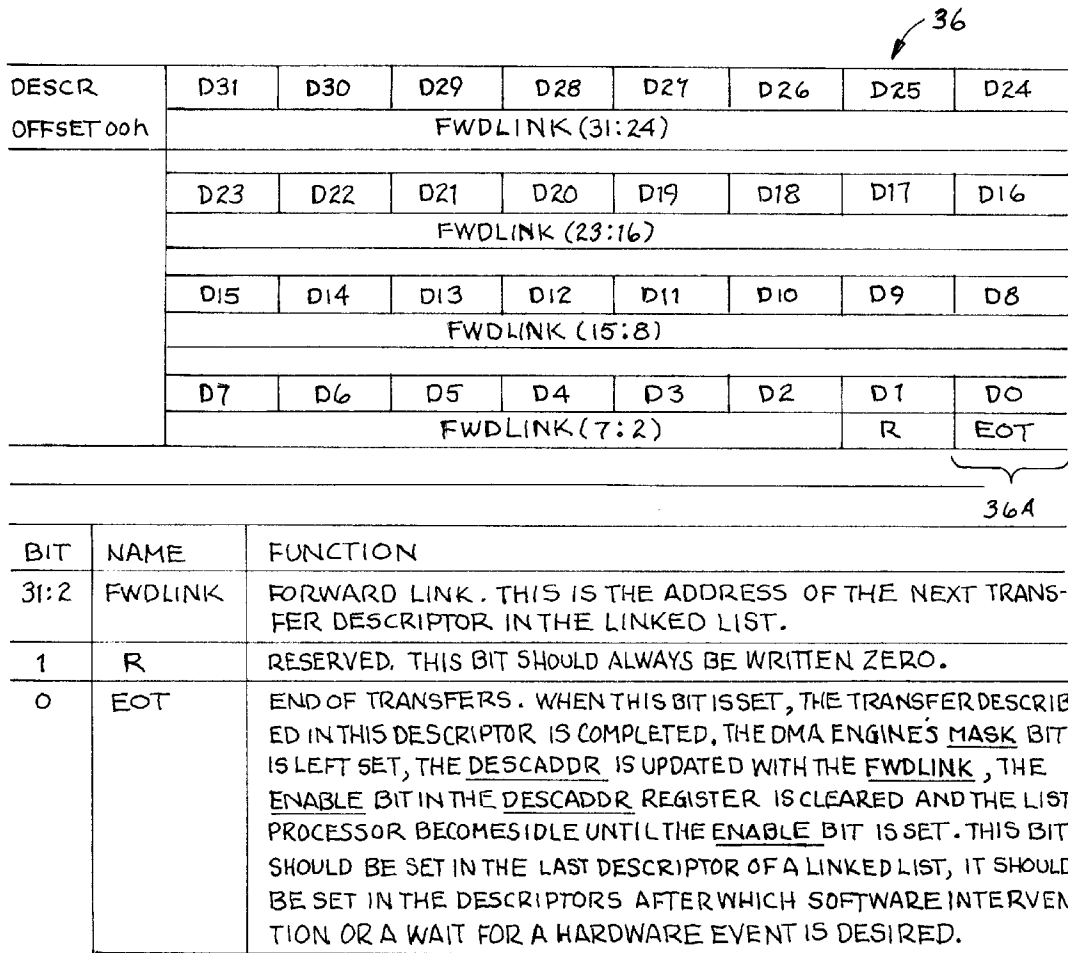 36
DESCR D31 D30 D29 D28 D27 D26 D25 D24
OFFSET 00h FWDLINK (31:24)
D23 D22 D21 D20 D19 D18 D17 D16
FWDLINK (23:16)
D15 D14 D13 D12 D11 D10 D9 D8
FWDLINK (15:8)
D7 D6 D5 D4 D3 D2 D1 D0
FWDLINK (7:2) R EOT
36A
BIT NAME FUNCTION
31:2 FWDLINK FORWARD LINK. THIS IS THE ADDRESS OF THE NEXT TRANS-
FER DESCRIPTOR IN THE LINKED LIST.
1 R RESERVED. THIS BIT SHOULD ALWAYS BE WRITTEN ZERO.
0 EOT END OF TRANSFERS. WHEN THIS BIT IS SET, THE TRANSFER DESCRIB
ED IN THIS DESCRIPTOR IS COMPLETED, THE DMA ENGINE'S MASK BIT
IS LEFT SET, THE DESCADDR IS UPDATED WITH THE FWDLINK, THE
ENABLE BIT IN THE DESCADDR REGISTER IS CLEARED AND THE LIST
PROCESSOR BECOMES IDLE UNTIL THE ENABLE BIT IS SET. THIS BIT
SHOULD BE SET IN THE LAST DESCRIPTOR OF A LINKED LIST, IT SHOULD
BE SET IN THE DESCRIPTORS AFTER WHICH SOFTWARE INTERVEN
TION OR A WAIT FOR A HARDWARE EVENT IS DESIRED.